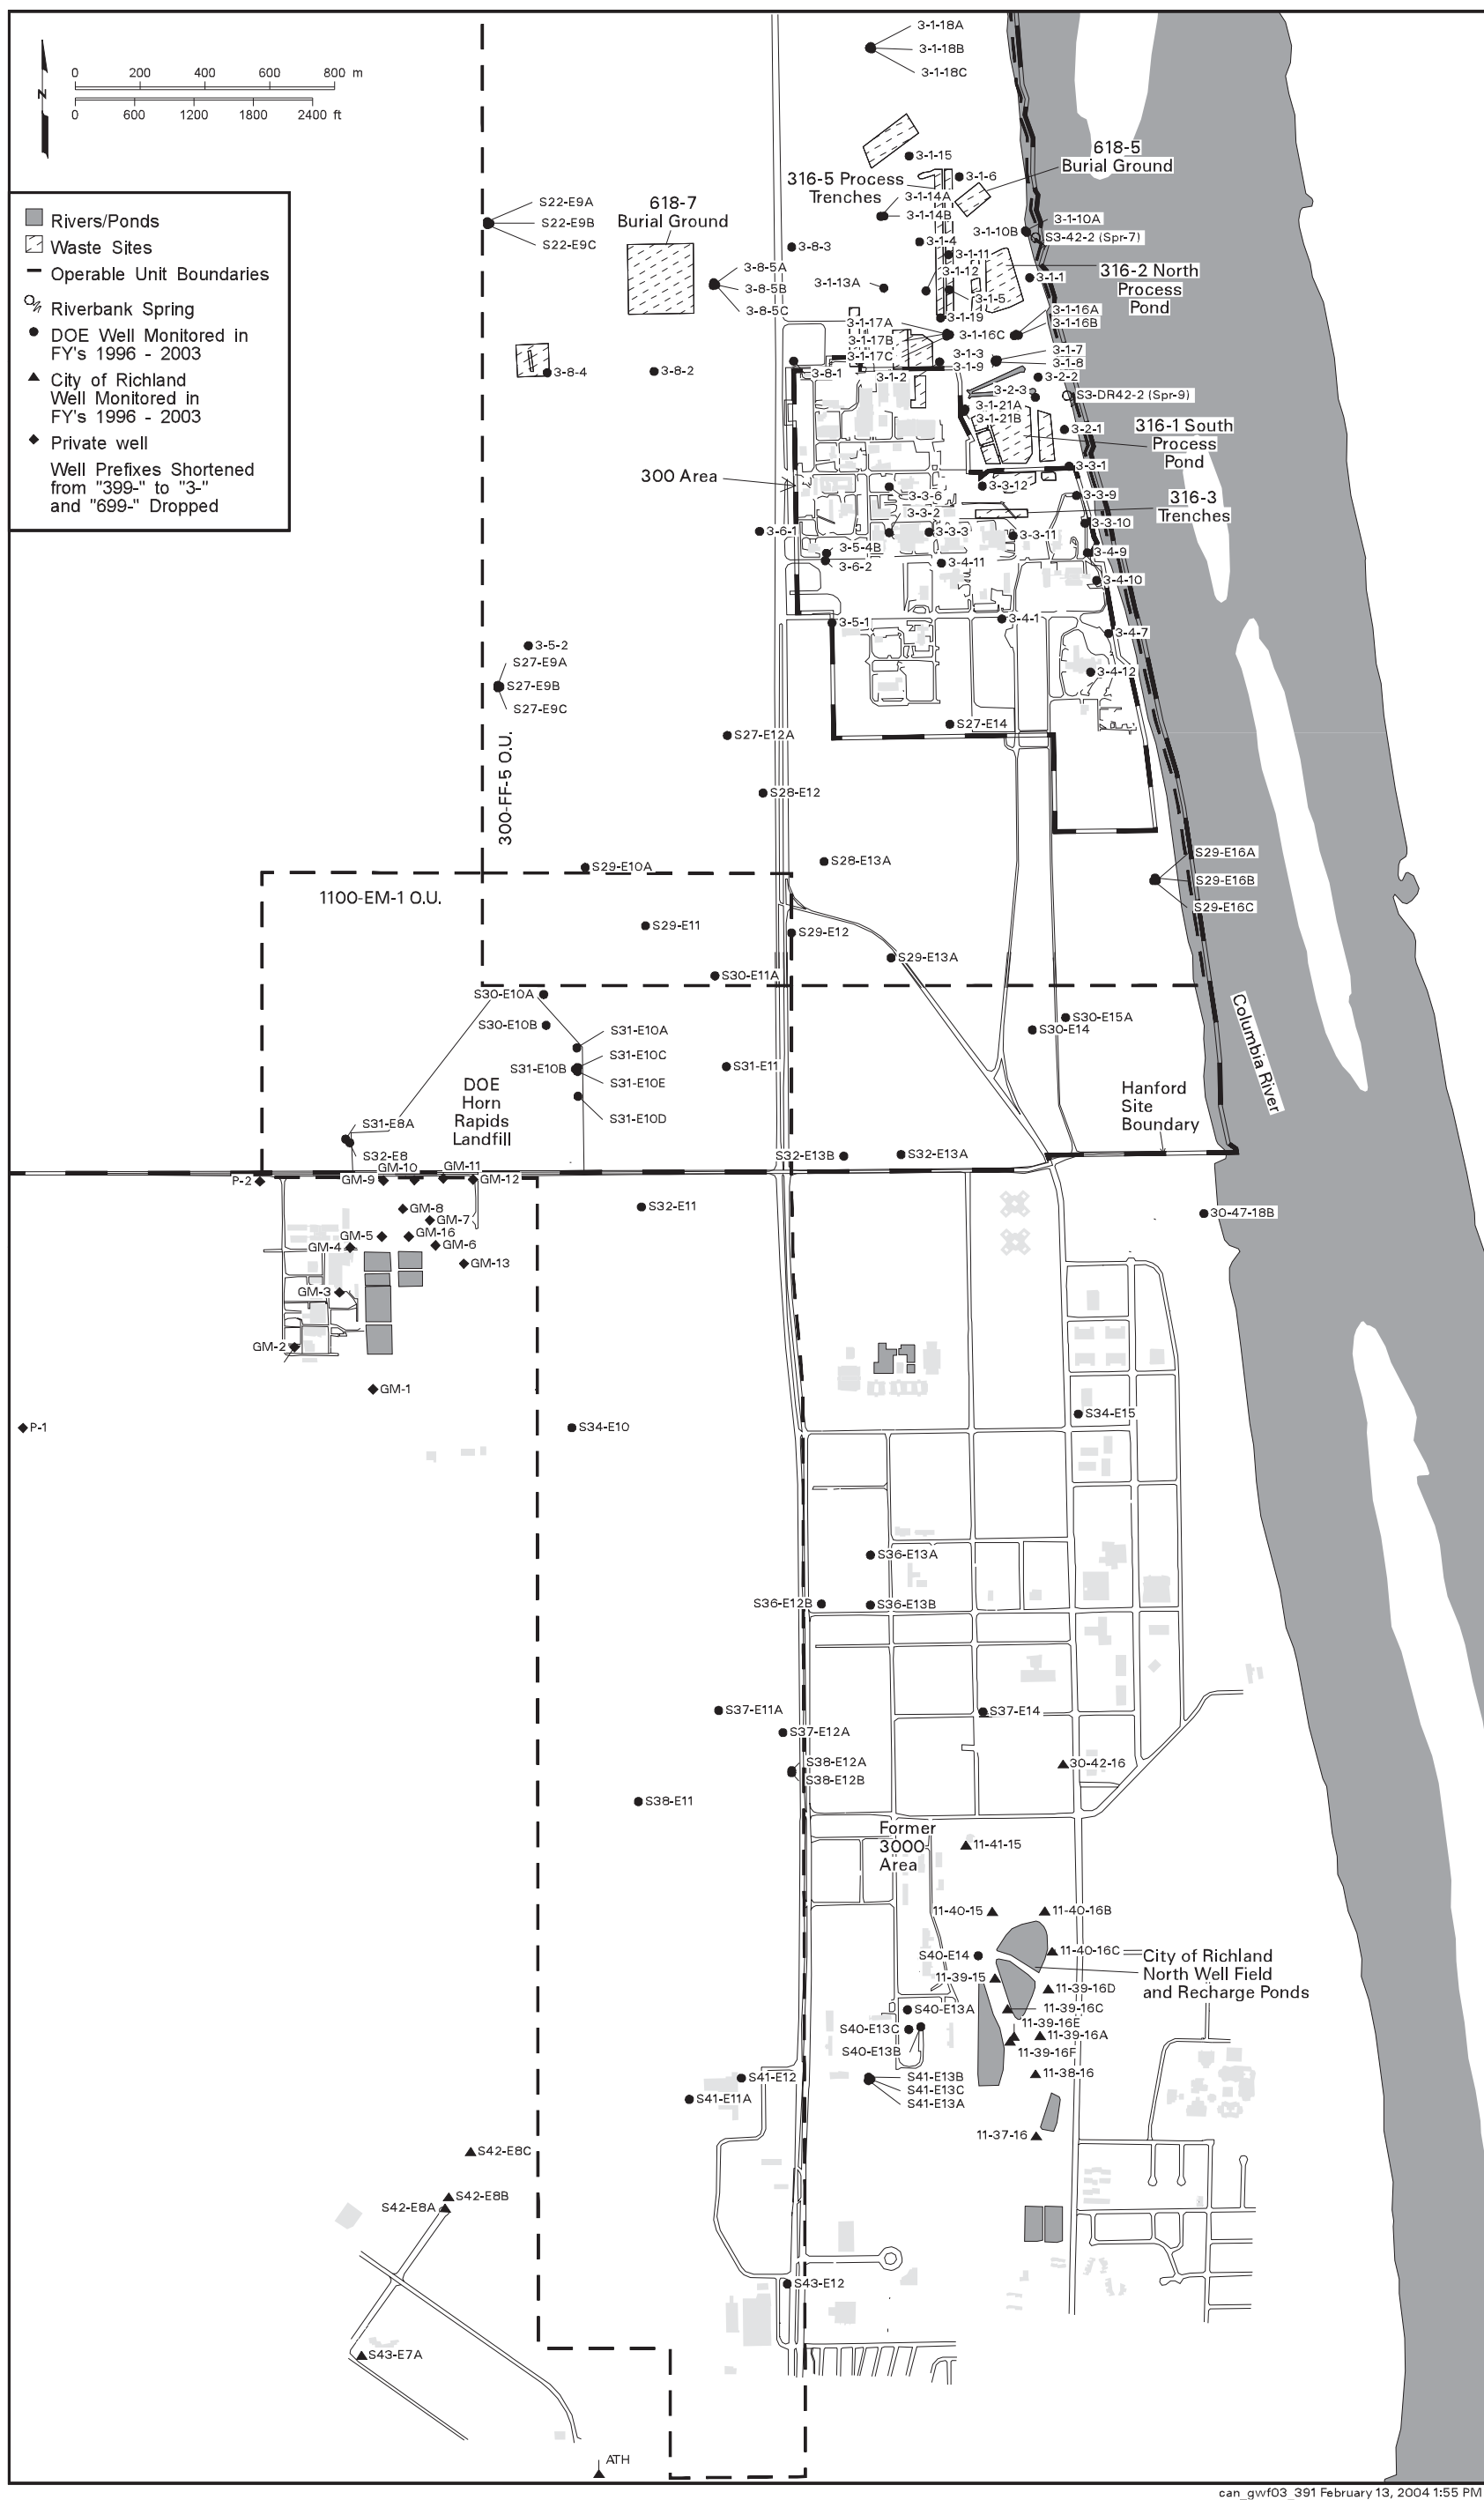 3-1-18A
3-1-18B
3-1-18C
0 200 400 600 800 m
N
0 600 1200 1800 2400 ft
Rivers/Ponds
Waste Sites
Operable Unit Boundaries
Riverbank Spring
DOE Well Monitored in
FY's 1996 - 2003
City of Richland
Well Monitored in
FY's 1996 - 2003
Private well
Well Prefixes Shortened
from "399-" to "3-"
and "699-" Dropped
618-5
Burial Ground
3-1-15
3-1-6
316-5 Process
Trenches
3-1-14A
3-1-14B
S22-E9A
S22-E9B
S22-E9C
618-7
Burial Ground
3-1-10A
3-1-10B
S3-42-2 (Spr-7)
3-8-3
3-1-4
3-1-11
3-1-12
3-8-5A
3-8-5B
3-8-5C
3-1-13A
3-1-5
3-1-1
316-2 North
Process
Pond
3-1-16A
3-1-16B
3-1-19
3-1-17A
3-1-17B
3-1-17C
3-1-16C
3-1-3
3-1-9
3-1-7
3-1-8
3-8-4
3-8-2
3-8-1
3-1-2
3-2-2
3-2-3
S3-DR42-2 (Spr-9)
3-1-21A
3-1-21B
3-2-1
316-1 South
Process
Pond
3-3-1
300 Area
3-3-12
3-3-6
3-3-9
316-3
Trenches
3-3-2
3-3-10
3-6-1
3-3-3
3-3-11
3-5-4B
3-6-2
3-4-11
3-4-9
3-4-10
3-5-1
3-4-1
3-4-7
3-5-2
S27-E9A
S27-E9B
S27-E9C
3-4-12
S27-E14
S27-E12A
300-FF-5 O.U.
S28-E12
S29-E10A
S28-E13A
S29-E16A
S29-E16B
S29-E16C
1100-EM-1 O.U.
S29-E11
S29-E12
S29-E13A
S30-E11A
S30-E10A
S30-E10B
S30-E15A
S30-E14
Columbia River
S31-E10A
S31-E10C
S31-E10B
S31-E10E
S31-E10D
S31-E11
DOE
Horn
Rapids
Landfill
Hanford
Site
Boundary
S31-E8A
S32-E8
S32-E13B
S32-E13A
GM-10
GM-11
P-2
GM-9
GM-12
GM-8
GM-7
S32-E11
30-47-18B
GM-5
GM-16
GM-4
GM-6
GM-13
GM-3
GM-2
GM-1
P-1
S34-E10
S34-E15
S36-E13A
S36-E12B
S36-E13B
S37-E11A
S37-E14
S37-E12A
S38-E12A
S38-E12B
30-42-16
S38-E11
Former
3000
Area
11-41-15
11-40-15
11-40-16B
S40-E14
11-40-16C
City of Richland
North Well Field
and Recharge Ponds
11-39-15
11-39-16D
S40-E13A
11-39-16C
11-39-16E
S40-E13C
11-39-16A
S40-E13B
11-39-16F
S41-E12
S41-E13B
S41-E13C
S41-E13A
11-38-16
S41-E11A
11-37-16
S42-E8C
S42-E8B
S42-E8A
S43-E12
S43-E7A
ATH
can_gwf03_391 February 13, 2004 1:55 PM